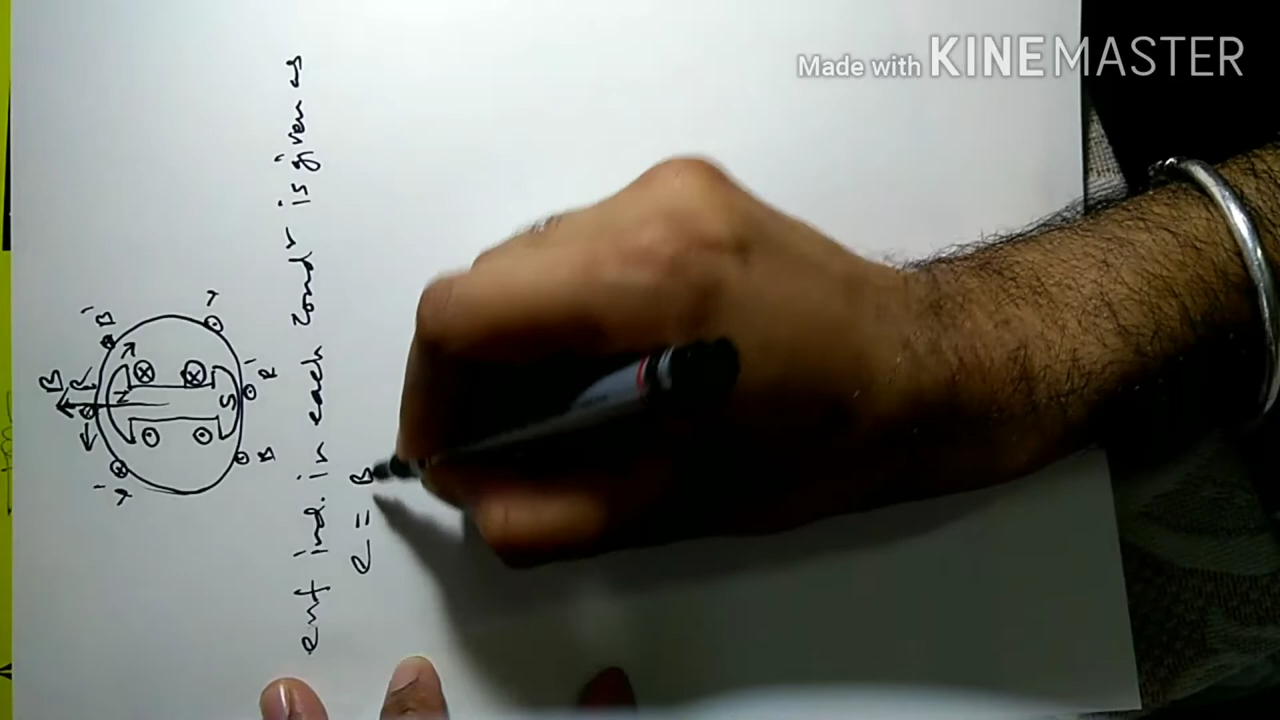 Made with KINEMASTER
B
R
B'
Y
N
S
R'
Y'
B
emf ind. in each condr is given as
e = B